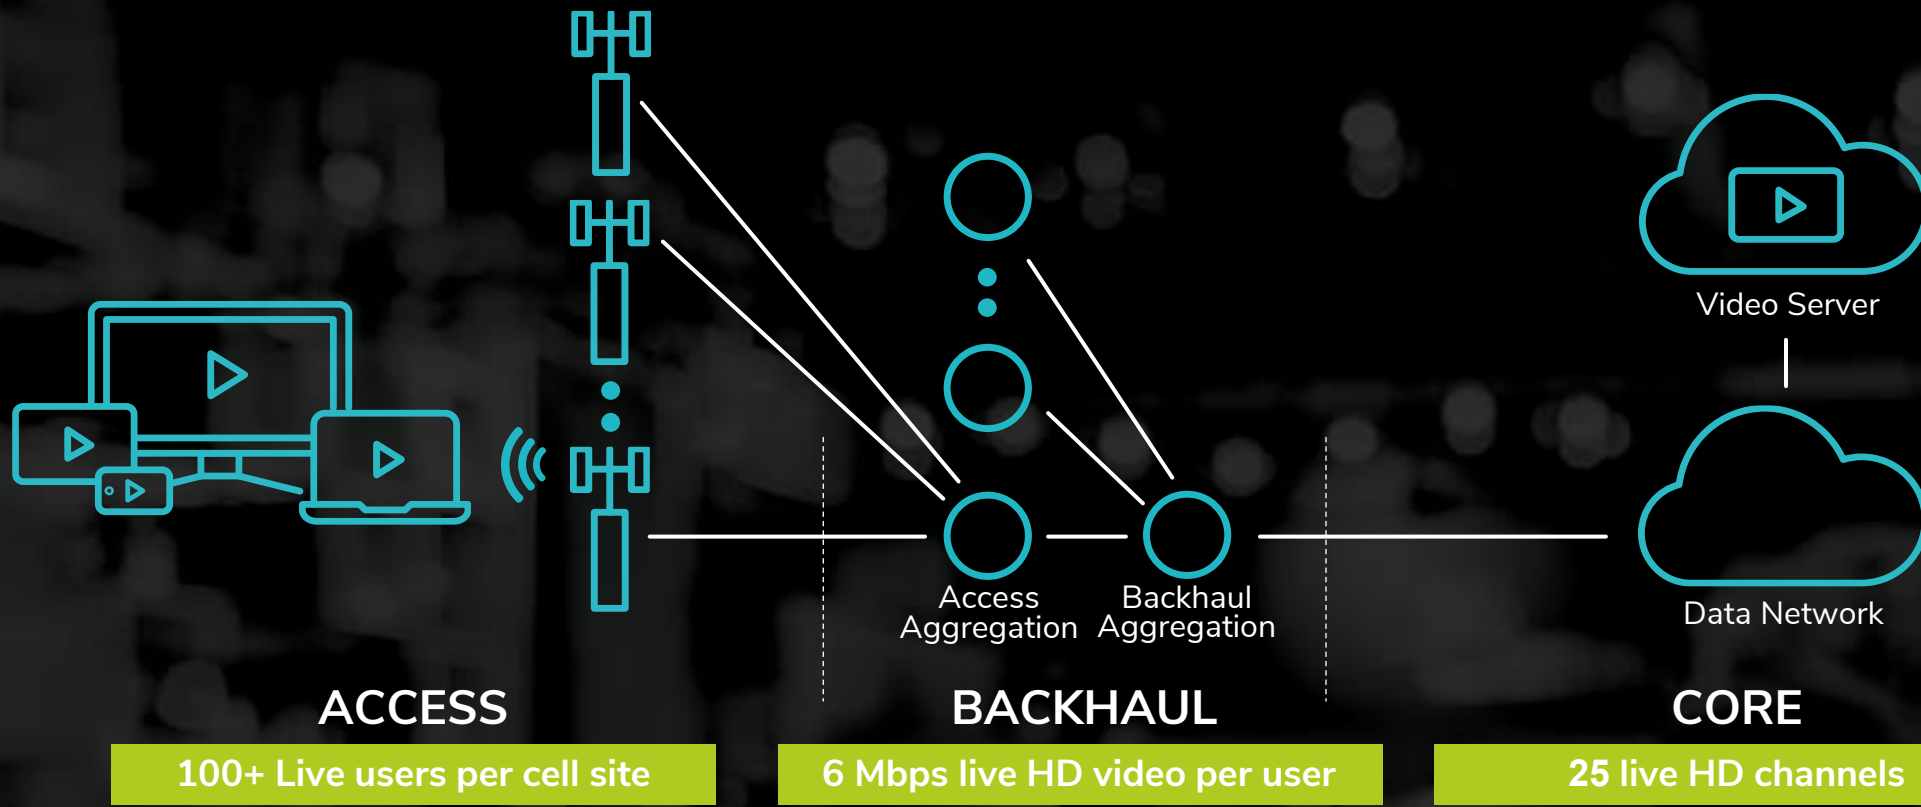 Video Server
Access
Aggregation
Backhaul
Aggregation
Data Network
ACCESS
BACKHAUL
CORE
100+ Live users per cell site
6 Mbps live HD video per user
25 live HD channels